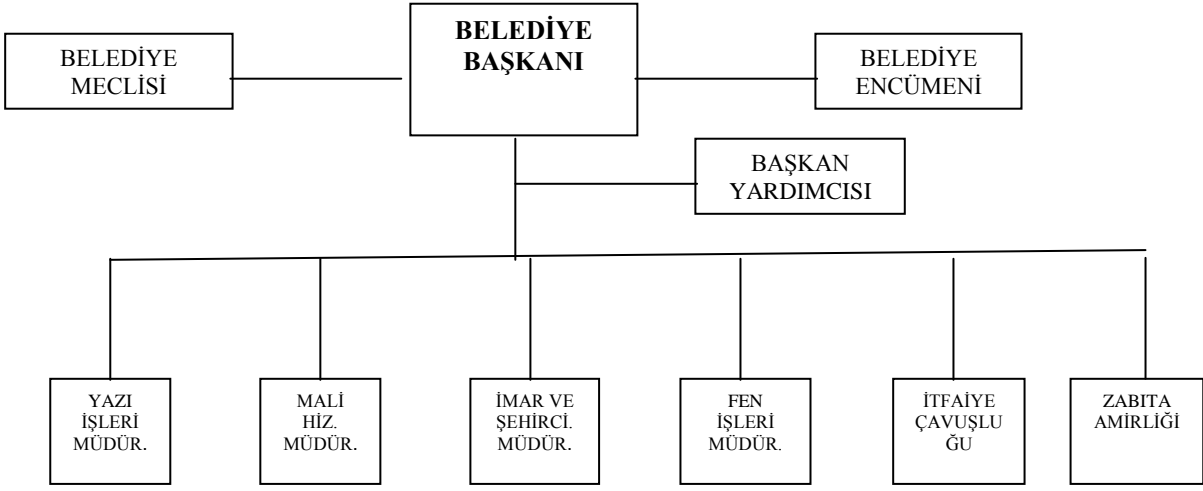 BELEDİYE
BAŞKANI
BELEDİYE
MECLİSİ
BELEDİYE
ENCÜMENİ
BAŞKAN
YARDIMCISI
YAZI
İŞLERİ
MÜDÜR.
MALİ
HİZ.
MÜDÜR.
İMAR VE
ŞEHİRCİ.
MÜDÜR.
FEN
İŞLERİ
MÜDÜR.
İTFAİYE
ÇAVUŞLU
ĞU
ZABITA
AMİRLİĞİ